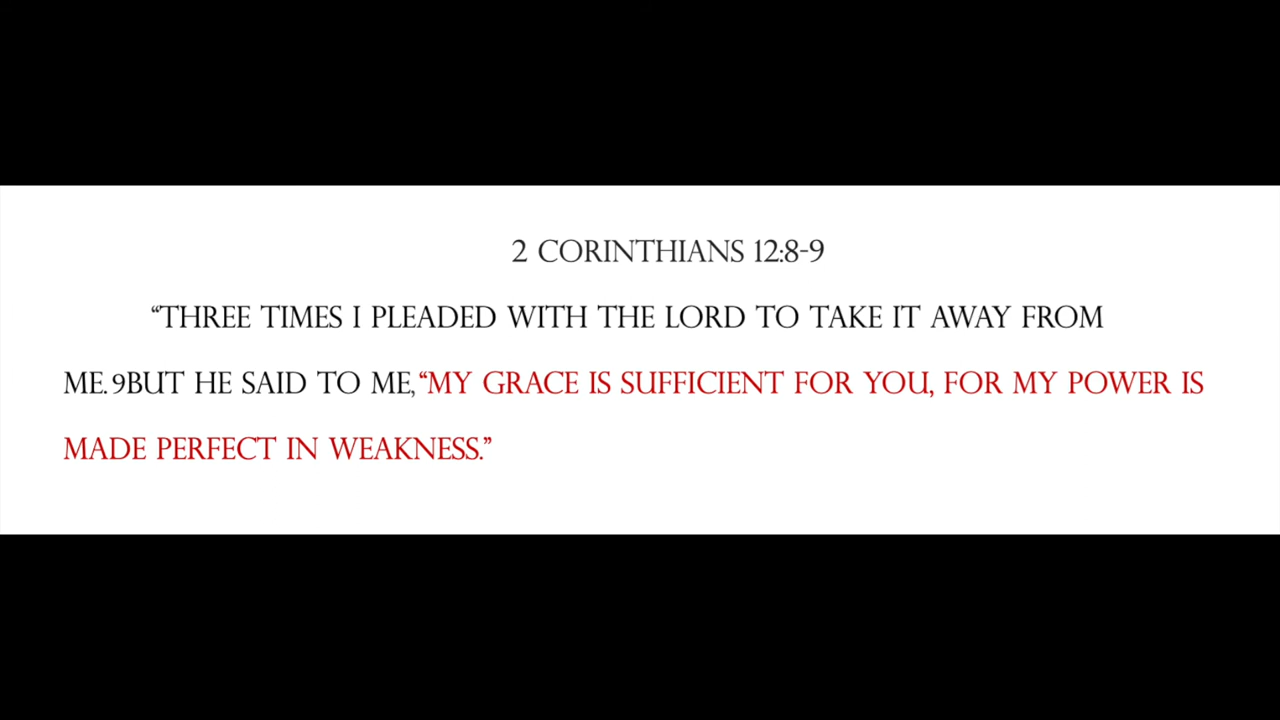 2 CORINTHIANS 12:8-9
“THREE TIMES I PLEADED WITH THE LORD TO TAKE IT AWAY FROM
ME.9BUT HE SAID TO ME,“MY GRACE IS SUFFICIENT FOR YOU, FOR MY POWER IS
MADE PERFECT IN WEAKNESS.”